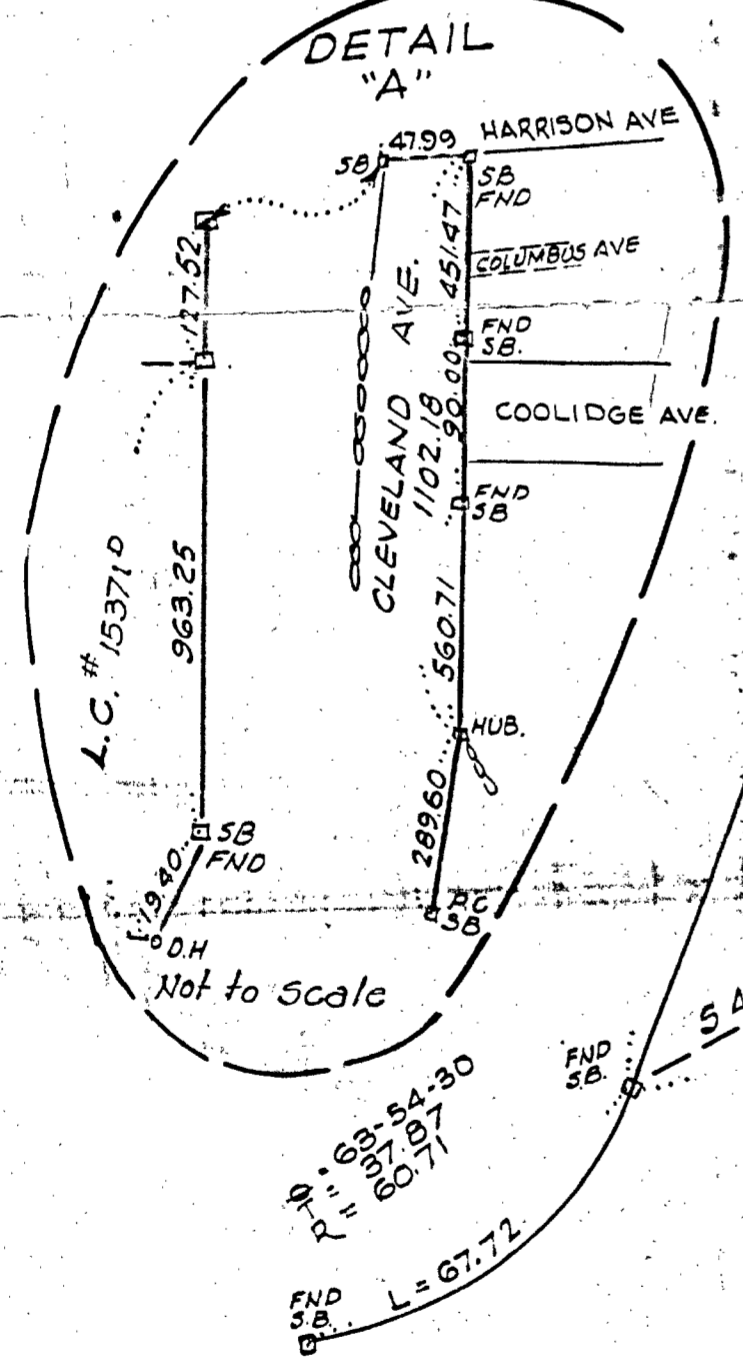 DETAIL
"A"
47.99
HARRISON AVE
SB
SB
FND
451.47
COLUMBUS AVE
127.52
FND
SB.
CLEVELAND AVE.
1102.18
90.00
COOLIDGE AVE.
FND
SB
L.C. # 15371D
963.25
560.71
HUB.
289.60
SB
FND
19.40
P.C
SB
D.H
Not to scale
54
FND
S.B.
63-54-30
T = 37.87
R = 60.71
L = 67.72
FND
S.B.